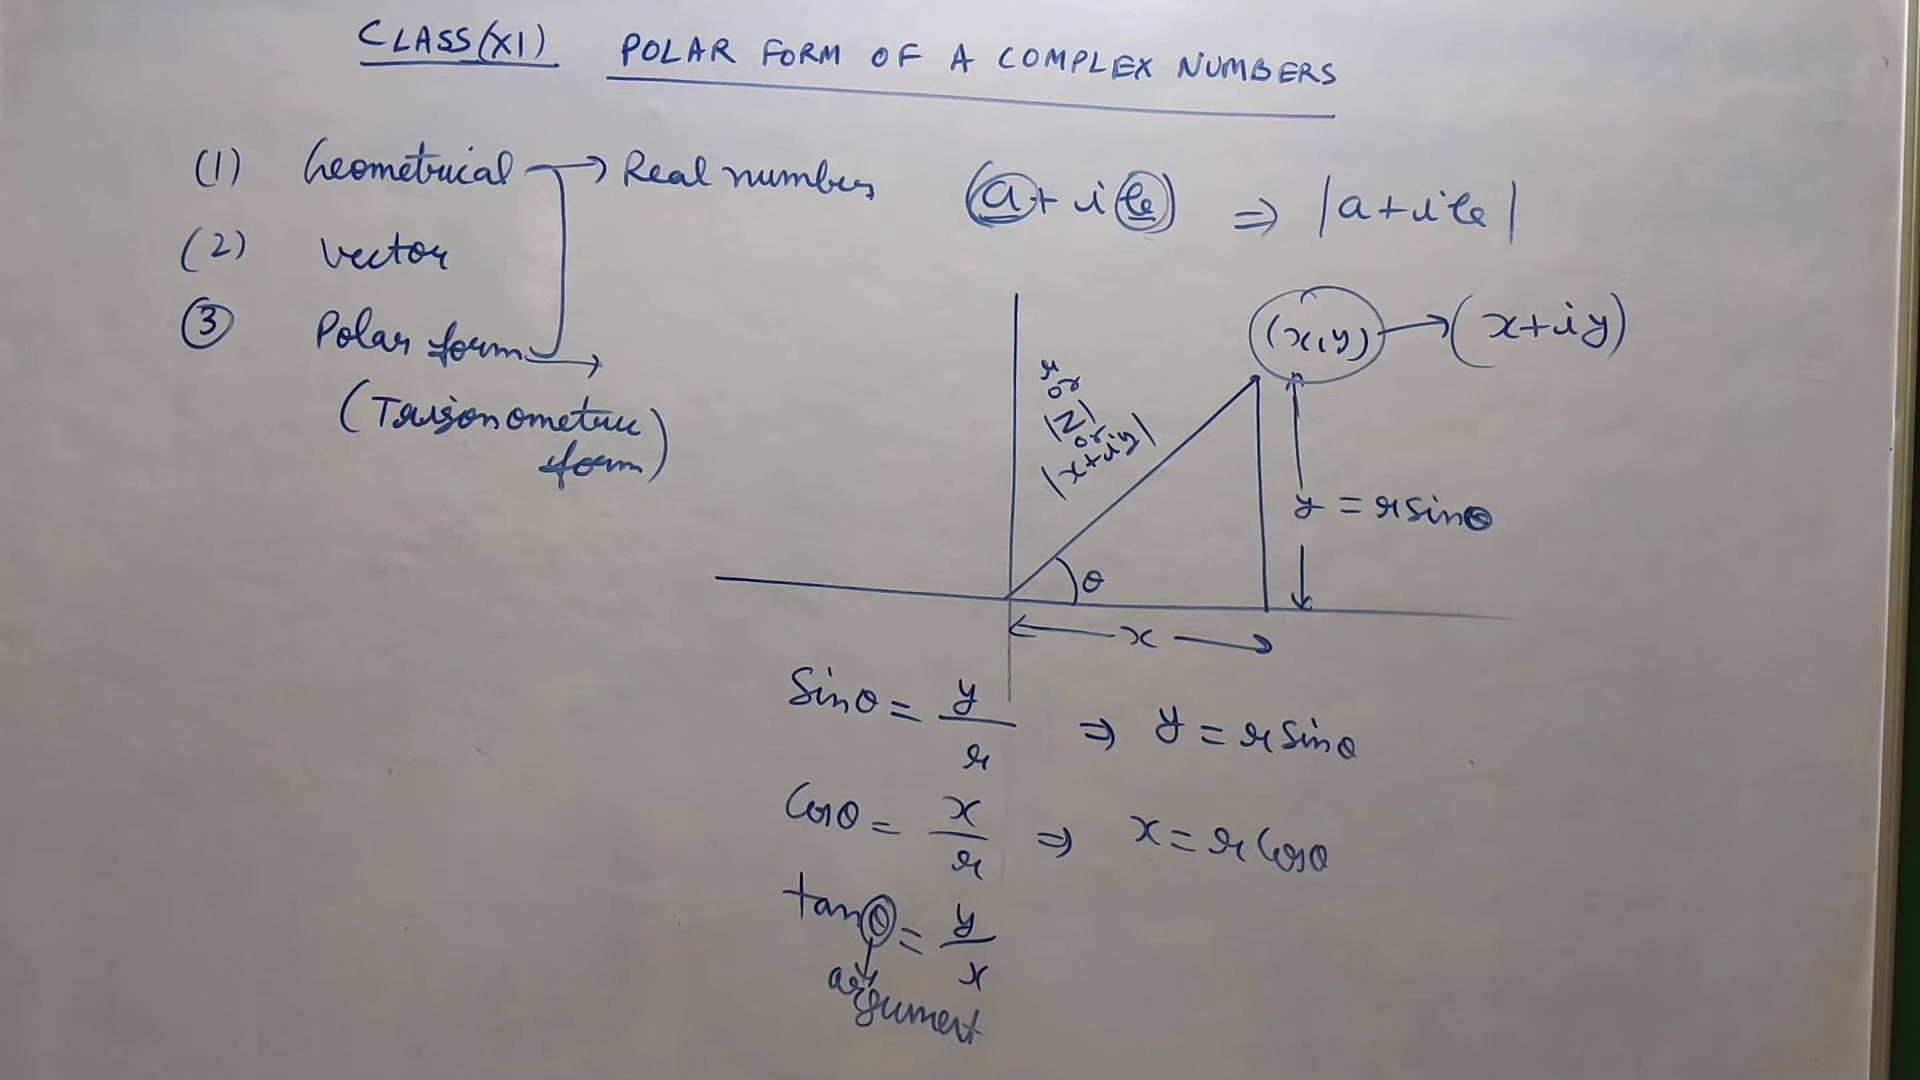 CLASS(XI) POLAR FORM OF A COMPLEX NUMBERS
(1) Geometrical → Real numbers
(a + ib) ⇒ |a+ib|
(2) Vector
(3) Polar form →
(Trigonometric
form)
(x,y) → (x+iy)
r
or
|Z|
or
|x+iy|
y = r sinθ
θ
x
Sinθ = y/r ⇒ y = r Sinθ
Cosθ = x/r ⇒ x = r Cosθ
tanθ = y/x
argument